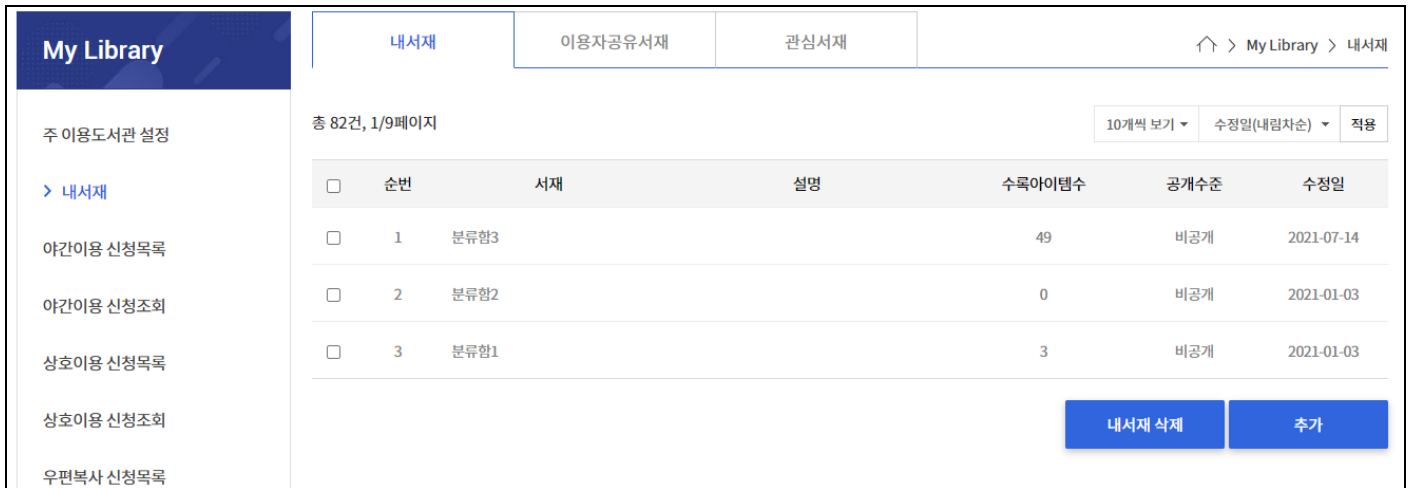 My Library
주 이용도서관 설정
내서재
야간이용 신청목록
야간이용 신청조회
상호이용 신청목록
상호이용 신청조회
우편복사 신청목록
내서재 이용자공유서재 관심서재
My Library > 내서재
총 82건, 1/9페이지
10개씩 보기 수정일(내림차순) 적용
순번 서재 설명 수록아이템수 공개수준 수정일
1 분류함3 49 비공개 2021-07-14
2 분류함2 0 비공개 2021-01-03
3 분류함1 3 비공개 2021-01-03
내서재 삭제 추가